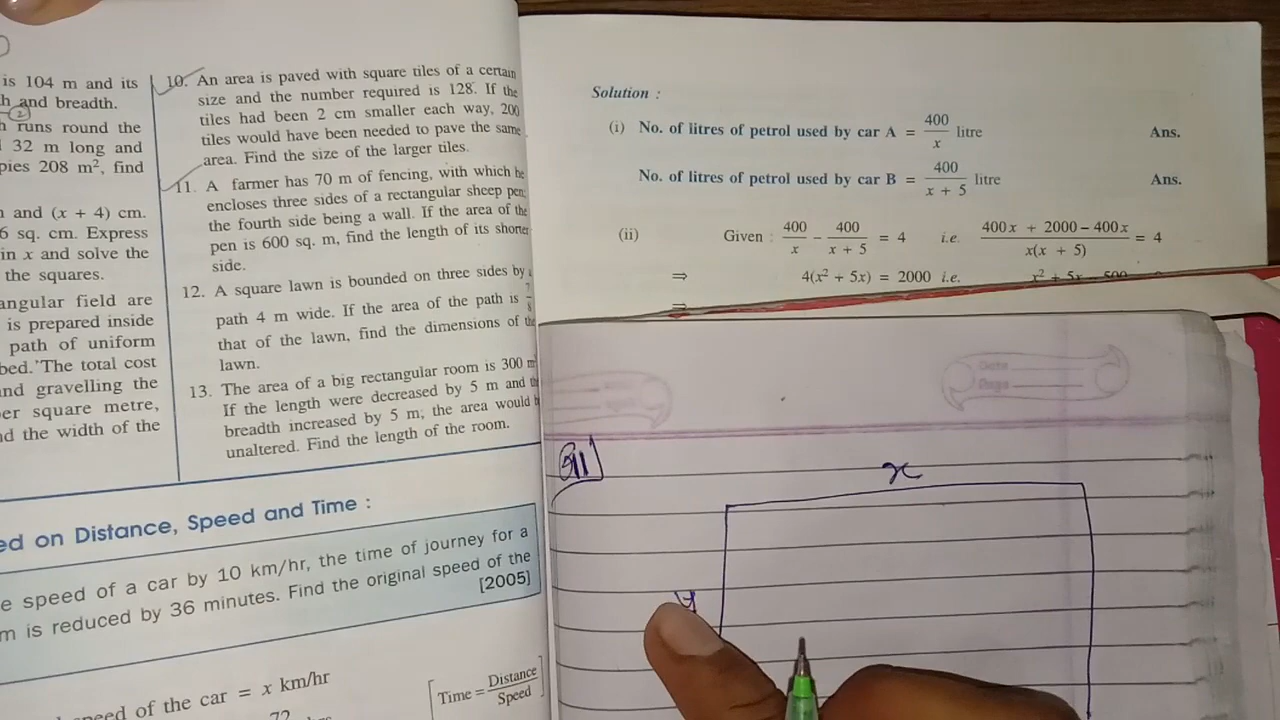 is 104 m and its
h and breadth.
2
n runs round the
32 m long and
pies 208 m², find
and (x + 4) cm.
6 sq. cm. Express
in x and solve the
the squares.
angular field are
is prepared inside
path of uniform
bed. The total cost
nd gravelling the
er square metre,
nd the width of the
10. An area is paved with square tiles of a certain
size and the number required is 128. If the
tiles had been 2 cm smaller each way, 200
tiles would have been needed to pave the same
area. Find the size of the larger tiles.
11. A farmer has 70 m of fencing, with which he
encloses three sides of a rectangular sheep pen;
the fourth side being a wall. If the area of the
pen is 600 sq. m, find the length of its shorter
side.
12. A square lawn is bounded on three sides by a
path 4 m wide. If the area of the path is 7/8
that of the lawn, find the dimensions of the
lawn.
13. The area of a big rectangular room is 300 m
If the length were decreased by 5 m and the
breadth increased by 5 m; the area would b
unaltered. Find the length of the room.
ed on Distance, Speed and Time :
e speed of a car by 10 km/hr, the time of journey for a
m is reduced by 36 minutes. Find the original speed of the
[2005]
speed of the car = x km/hr
72
[Time = Distance/Speed]
Solution :
(i) No. of litres of petrol used by car A = 400/x litre Ans.
No. of litres of petrol used by car B = 400/(x + 5) litre Ans.
(ii) Given : 400/x − 400/(x + 5) = 4 i.e. (400x + 2000 − 400x)/(x(x + 5)) = 4
⇒ 4(x² + 5x) = 2000 i.e. x² + 5x − 500
⇒
Date
Page
Q11
x
y